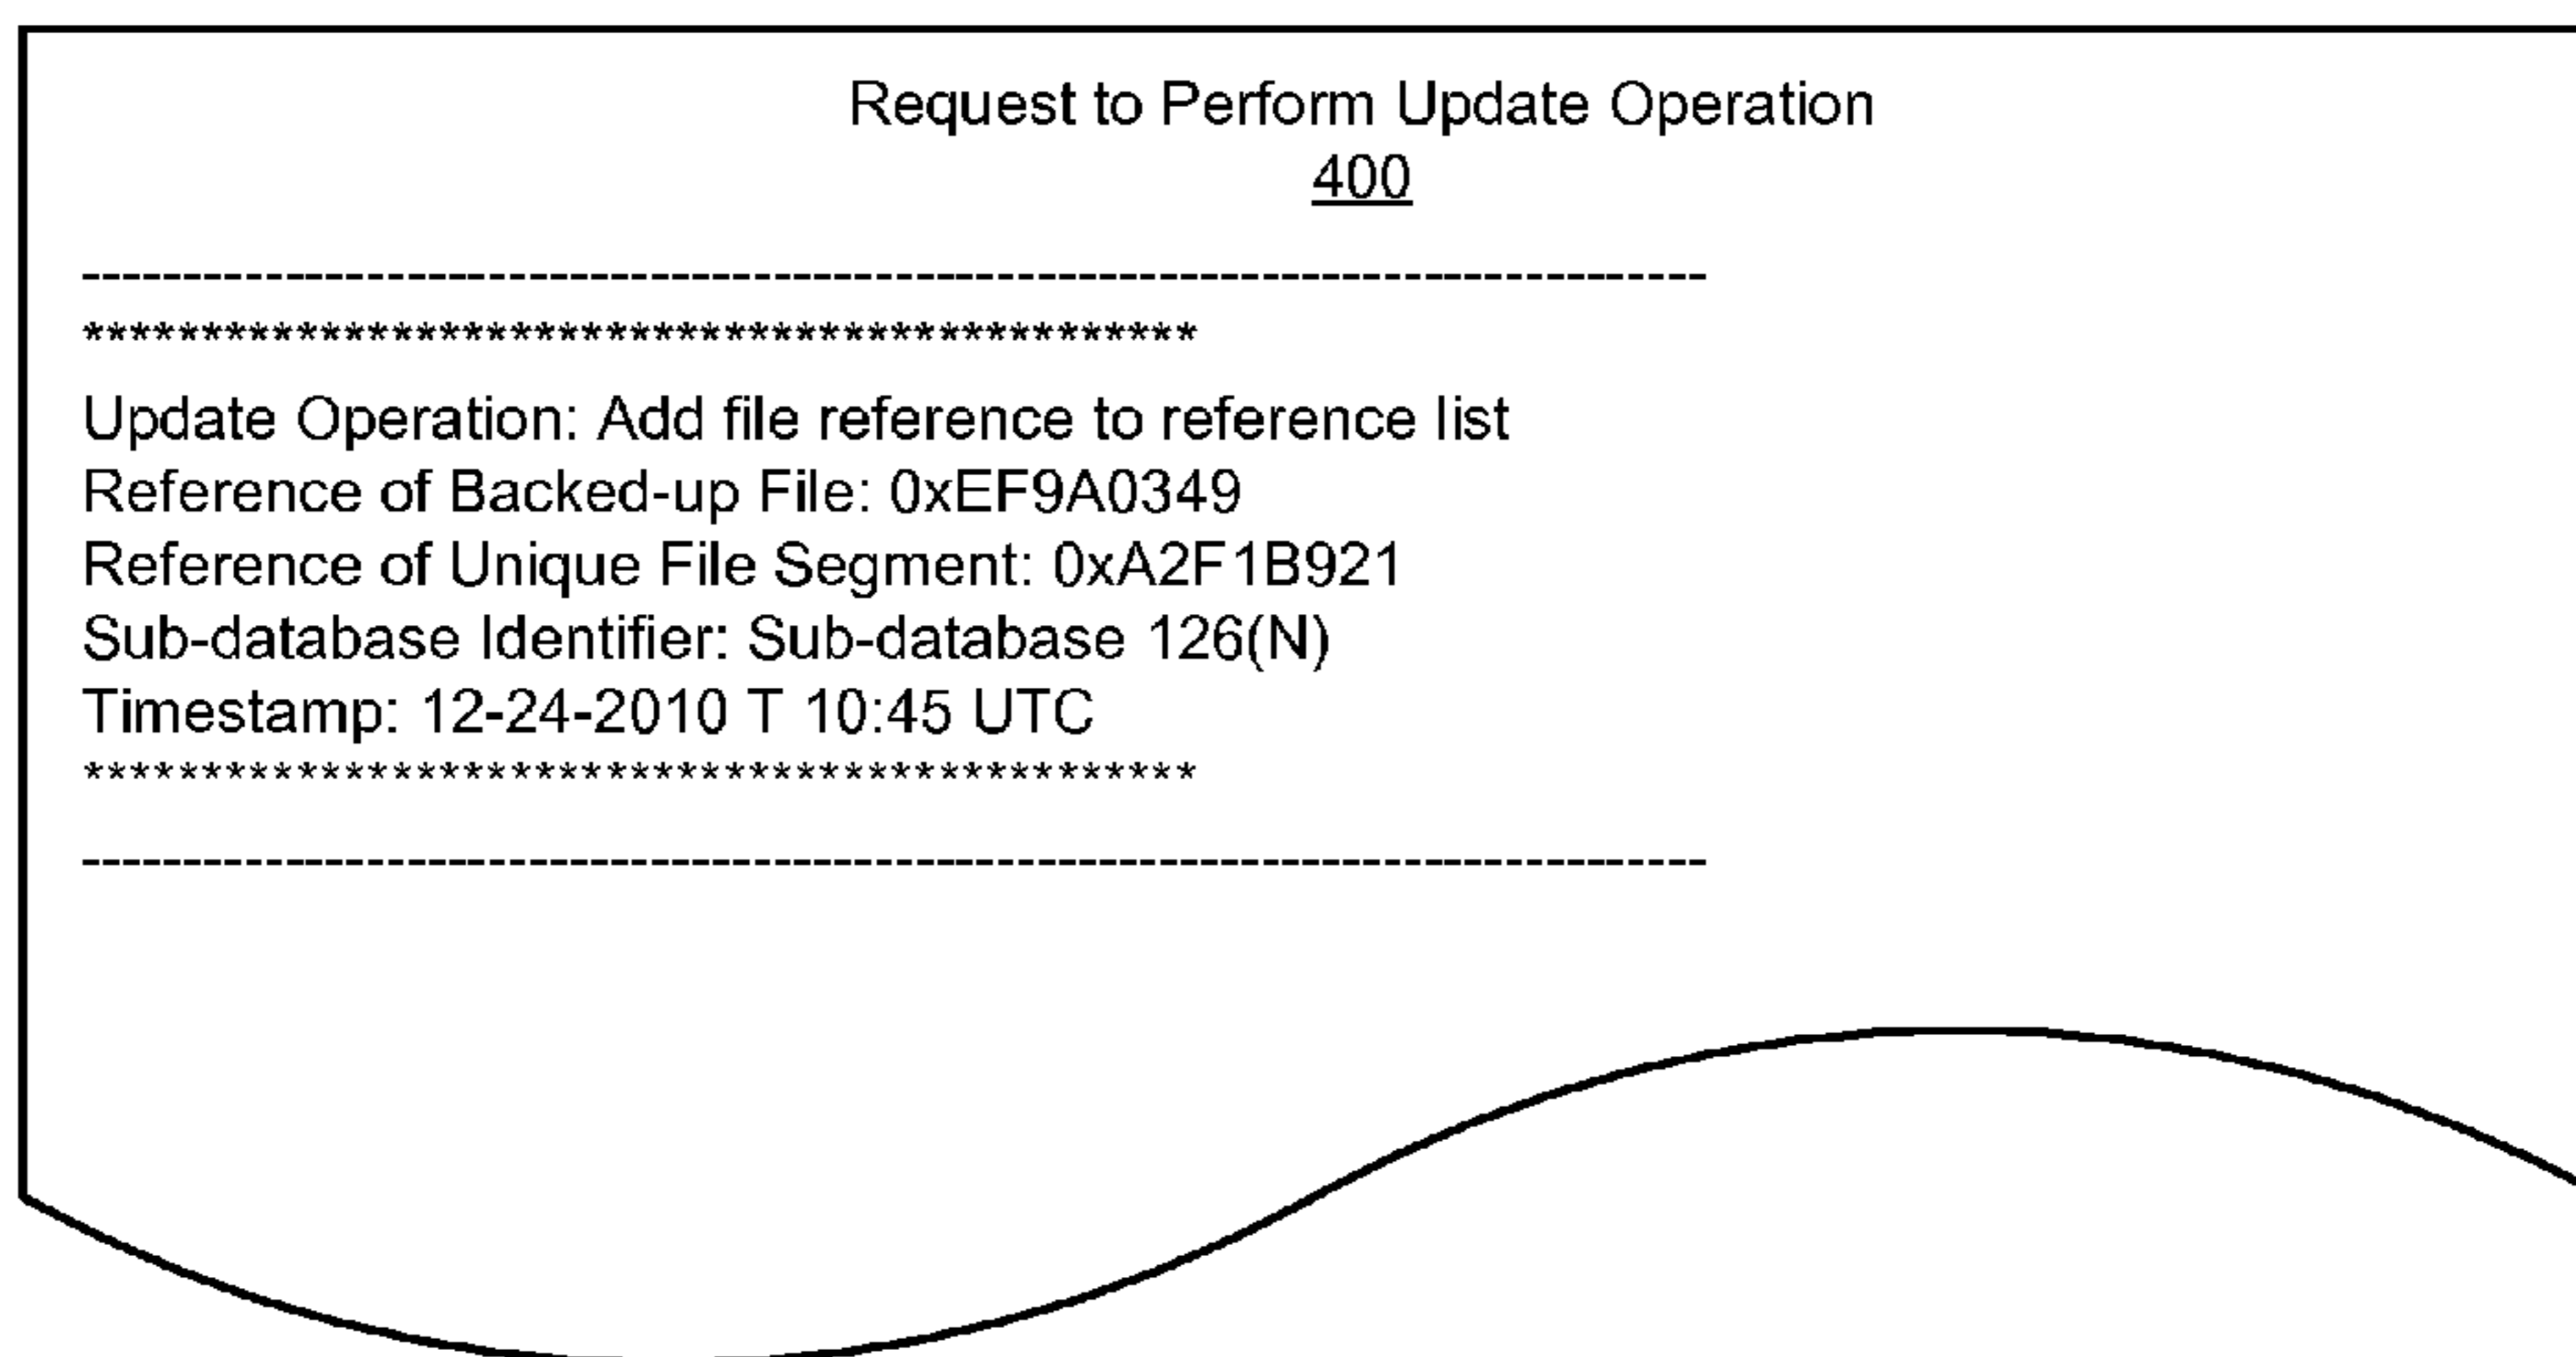 Request to Perform Update Operation
400
--------------------------------------------------------------------------------
***********************************************
Update Operation: Add file reference to reference list
Reference of Backed-up File: 0xEF9A0349
Reference of Unique File Segment: 0xA2F1B921
Sub-database Identifier: Sub-database 126(N)
Timestamp: 12-24-2010 T 10:45 UTC
***********************************************
--------------------------------------------------------------------------------